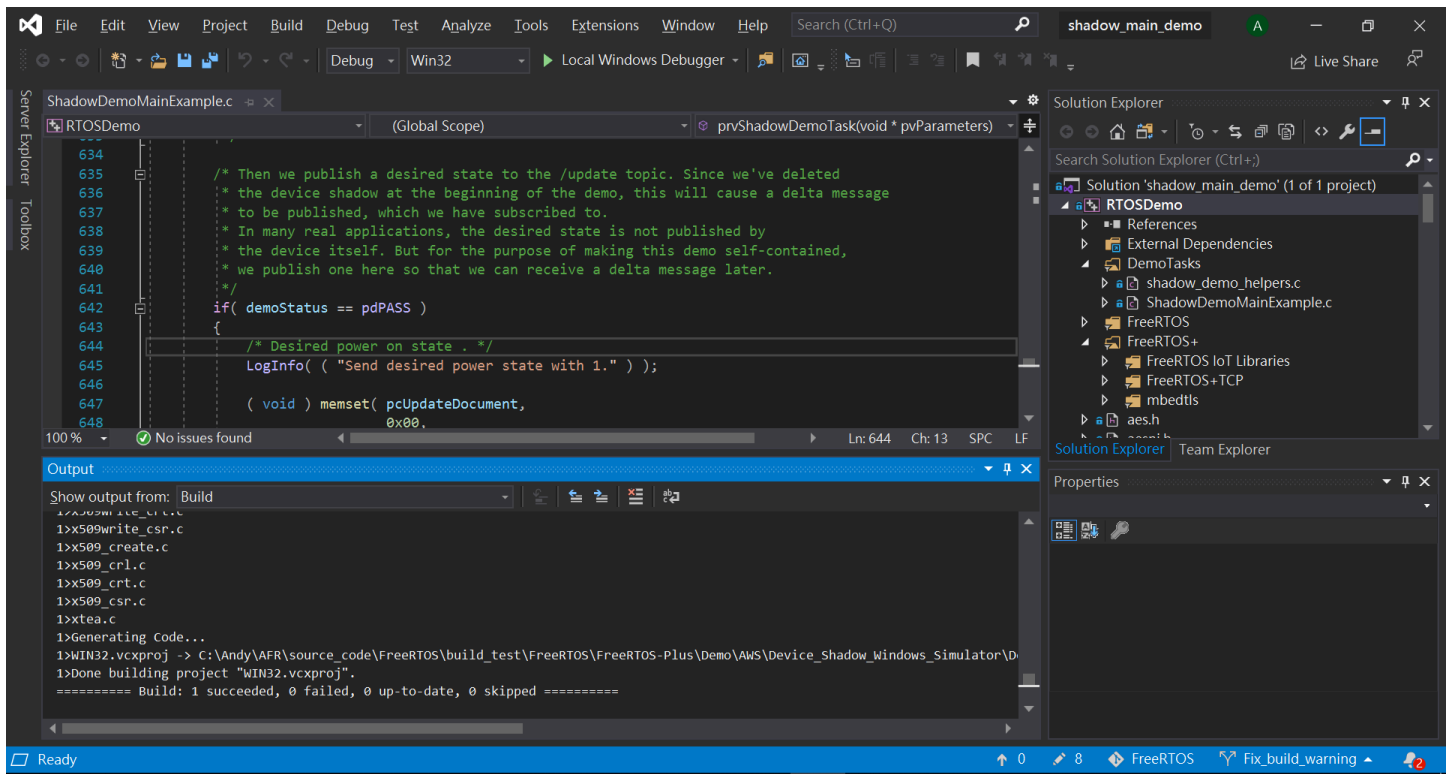 File Edit View Project Build Debug Test Analyze Tools Extensions Window Help Search (Ctrl+Q) shadow_main_demo A
Debug Win32 Local Windows Debugger Live Share
Server Explorer
Toolbox
ShadowDemoMainExample.c
RTOSDemo (Global Scope) prvShadowDemoTask(void * pvParameters)
634
635 /* Then we publish a desired state to the /update topic. Since we've deleted
636 * the device shadow at the beginning of the demo, this will cause a delta message
637 * to be published, which we have subscribed to.
638 * In many real applications, the desired state is not published by
639 * the device itself. But for the purpose of making this demo self-contained,
640 * we publish one here so that we can receive a delta message later.
641 */
642 if( demoStatus == pdPASS )
643 {
644 /* Desired power on state . */
645 LogInfo( ( "Send desired power state with 1." ) );
646
647 ( void ) memset( pcUpdateDocument,
648 0x00,
100 % No issues found Ln: 644 Ch: 13 SPC LF
Output
Show output from: Build
1>x509write_crt.c
1>x509write_csr.c
1>x509_create.c
1>x509_crl.c
1>x509_crt.c
1>x509_csr.c
1>xtea.c
1>Generating Code...
1>WIN32.vcxproj -> C:\Andy\AFR\source_code\FreeRTOS\build_test\FreeRTOS\FreeRTOS-Plus\Demo\AWS\Device_Shadow_Windows_Simulator\D
1>Done building project "WIN32.vcxproj".
========== Build: 1 succeeded, 0 failed, 0 up-to-date, 0 skipped ==========
Solution Explorer
Search Solution Explorer (Ctrl+;)
Solution 'shadow_main_demo' (1 of 1 project)
RTOSDemo
References
External Dependencies
DemoTasks
shadow_demo_helpers.c
ShadowDemoMainExample.c
FreeRTOS
FreeRTOS+
FreeRTOS IoT Libraries
FreeRTOS+TCP
mbedtls
aes.h
Solution Explorer Team Explorer
Properties
Ready 0 8 FreeRTOS Fix_build_warning 2